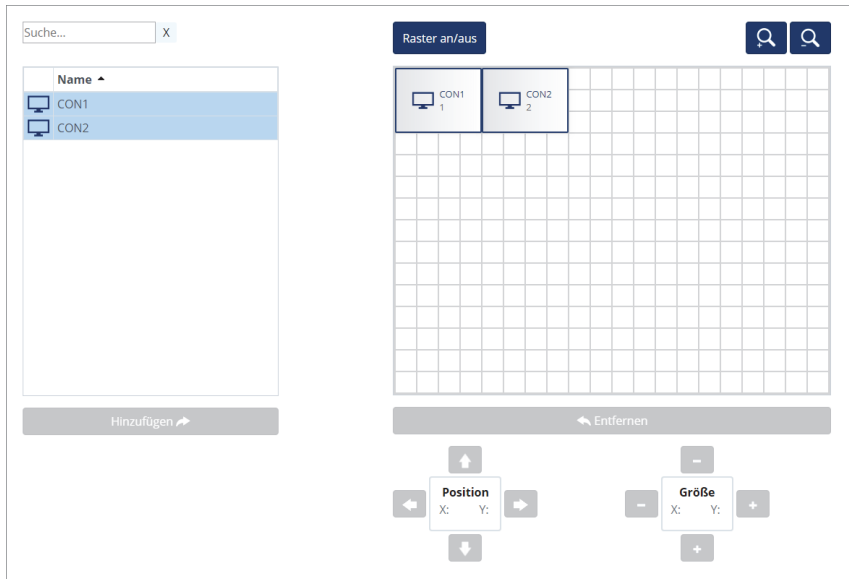 Suche...
X
Raster an/aus
Name
CON1
CON2
CON1
1
CON2
2
Hinzufügen
Entfernen
Position
X: Y:
Größe
X: Y: